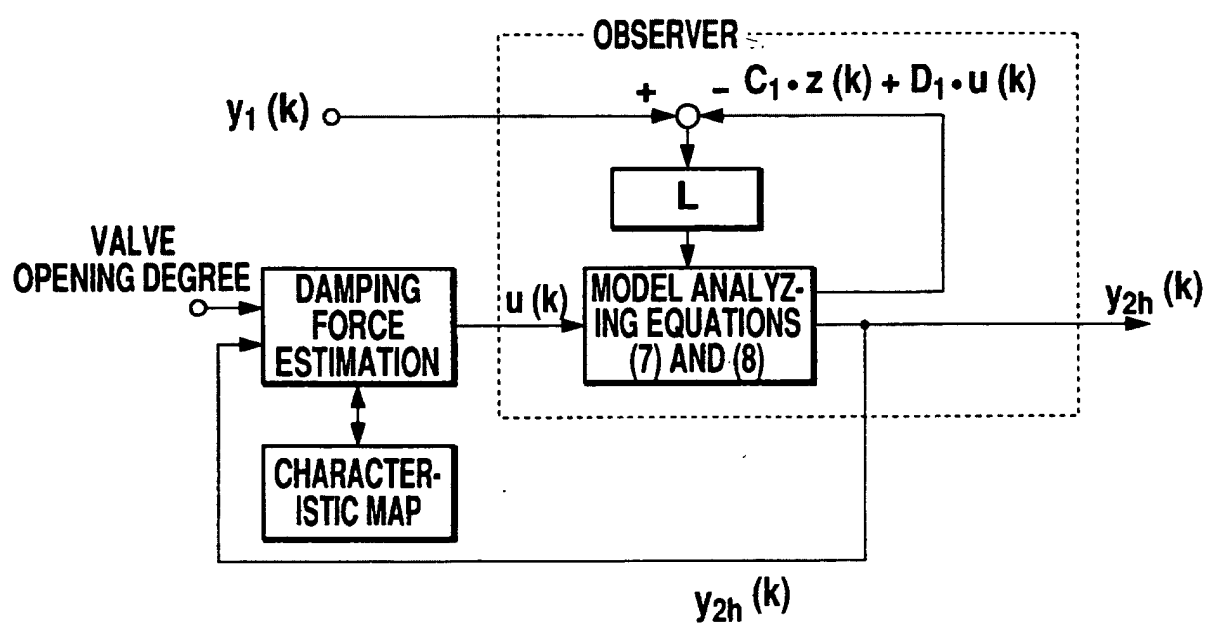 OBSERVER
+
− C₁•z (k) + D₁•u (k)
y₁ (k)
L
VALVE
OPENING DEGREE
DAMPING
FORCE
ESTIMATION
u (k)
MODEL ANALYZ-
ING EQUATIONS
(7) AND (8)
y₂ₕ (k)
CHARACTER-
ISTIC MAP
y₂ₕ (k)